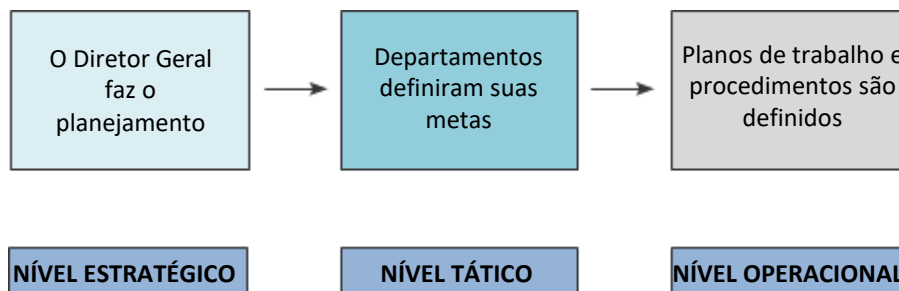 O Diretor Geral
faz o
planejamento
Departamentos
definiram suas
metas
Planos de trabalho e
procedimentos são
definidos
NÍVEL ESTRATÉGICO
NÍVEL TÁTICO
NÍVEL OPERACIONAL